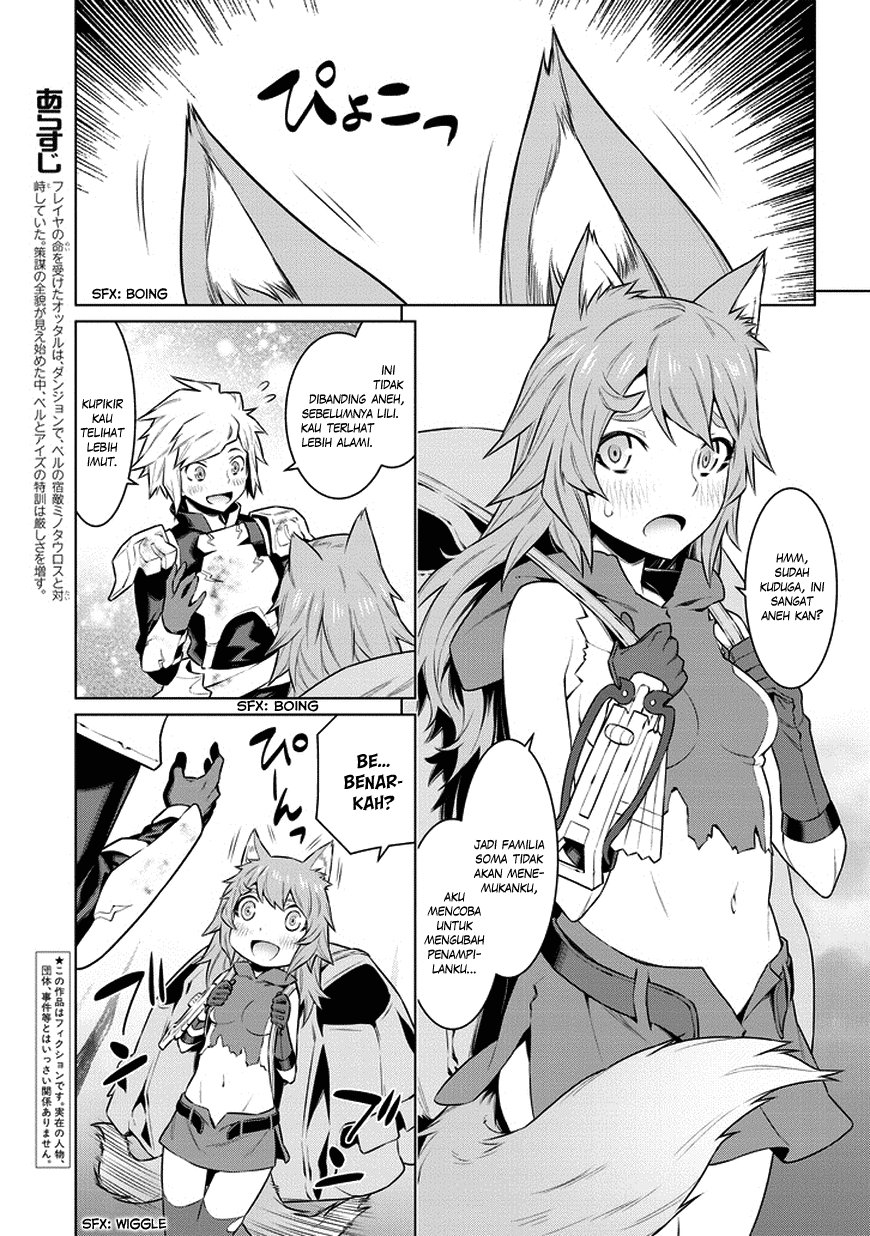 あらすじ
フレイヤの命を受けたオッタルは、ダンジョンで、ベルの宿敵ミノタウロスと対
峙していた。策謀の全貌が見え始めた中、ベルとアイズの特訓は厳しさを増す。
ぴょこっ
SFX: BOING
HMM,
SUDAH
KUDUGA, INI
SANGAT
ANEH KAN?
JADI FAMILIA
SOMA TIDAK
AKAN MENE-
MUKANKU,
AKU
MENCOBA
UNTUK
MENGUBAH
PENAMPI-
LANKU...
INI
TIDAK
DIBANDING ANEH,
SEBELUMNYA LILI.
KAU TERLHAT
LEBIH ALAMI.
KUPIKIR
KAU
TELIHAT
LEBIH
IMUT.
SFX: BOING
ぴーんっ
BE...
BENAR-
KAH?
SFX: WIGGLE
★この作品はフィクションです。実在の人物、
団体、事件等とはいっさい関係ありません。